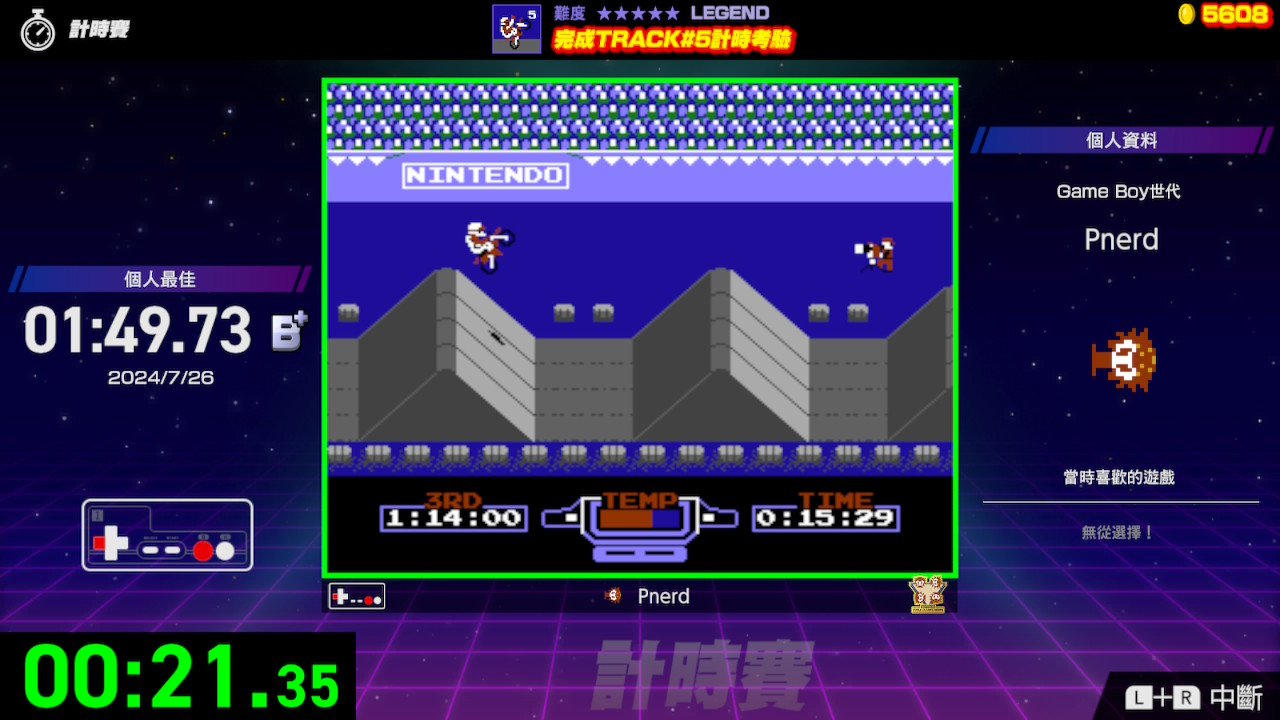 計時賽
5
難度 ★★★★★ LEGEND
完成TRACK#5計時考驗
5608
NINTENDO
個人最佳
01:49.73 B+
2024/7/26
個人資料
Game Boy世代
Pnerd
當時喜歡的遊戲
無從選擇！
3RD TEMP TIME
1:14:00 0:15:29
Pnerd
計時賽
00:21.35
L+R 中斷